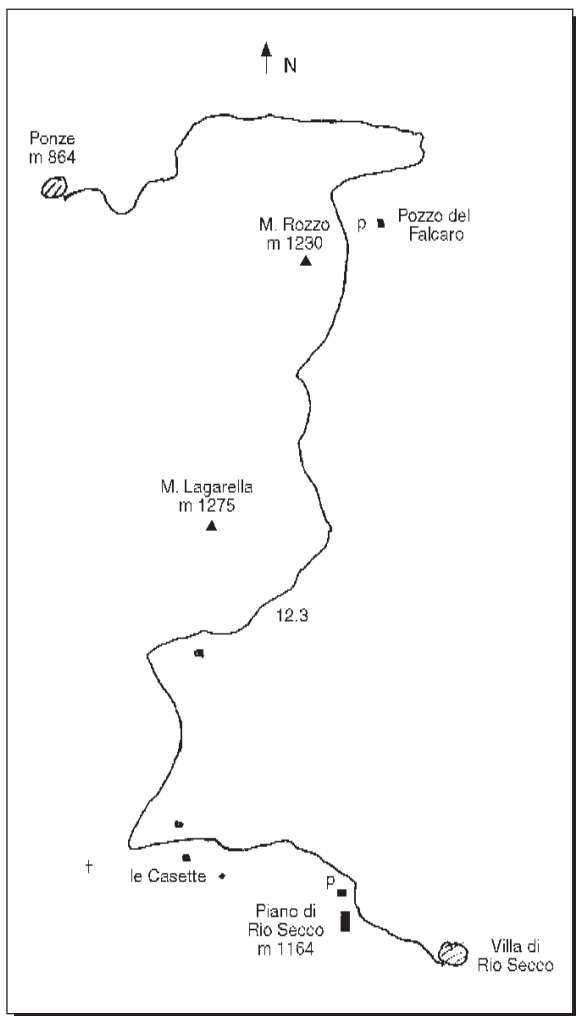 N
Ponze
m 864
M. Rozzo
m 1230
p
Pozzo del
Falcaro
M. Lagarella
m 1275
12.3
le Casette
p
Piano di
Rio Secco
m 1164
Villa di
Rio Secco